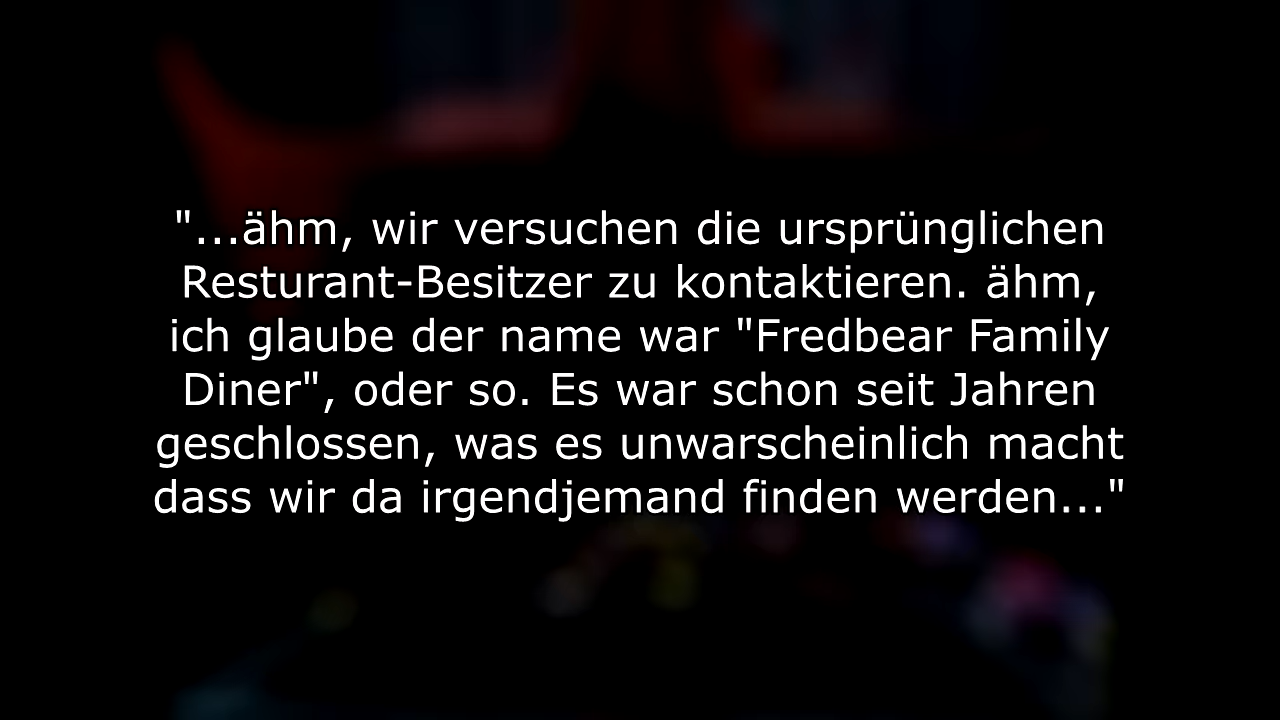 "...ähm, wir versuchen die ursprünglichen
Resturant-Besitzer zu kontaktieren. ähm,
ich glaube der name war "Fredbear Family
Diner", oder so. Es war schon seit Jahren
geschlossen, was es unwarscheinlich macht
dass wir da irgendjemand finden werden..."